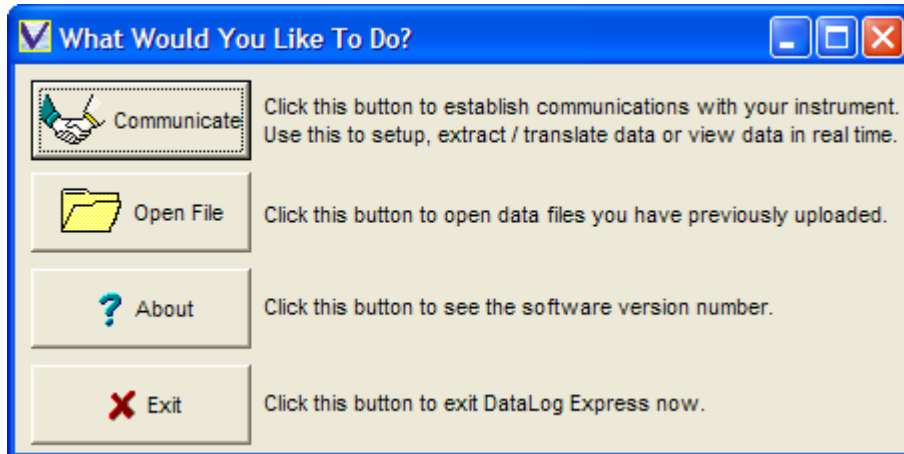 What Would You Like To Do?
Communicate
Click this button to establish communications with your instrument.
Use this to setup, extract / translate data or view data in real time.
Open File
Click this button to open data files you have previously uploaded.
About
Click this button to see the software version number.
Exit
Click this button to exit DataLog Express now.